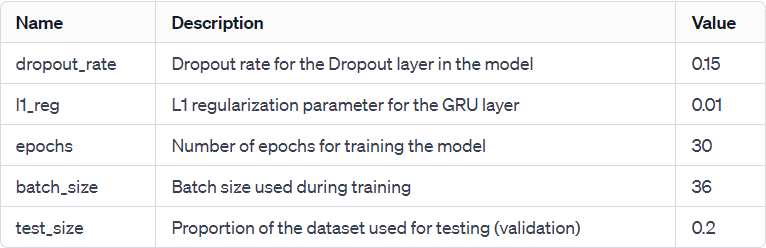 Name Description Value
dropout_rate Dropout rate for the Dropout layer in the model 0.15
l1_reg L1 regularization parameter for the GRU layer 0.01
epochs Number of epochs for training the model 30
batch_size Batch size used during training 36
test_size Proportion of the dataset used for testing (validation) 0.2